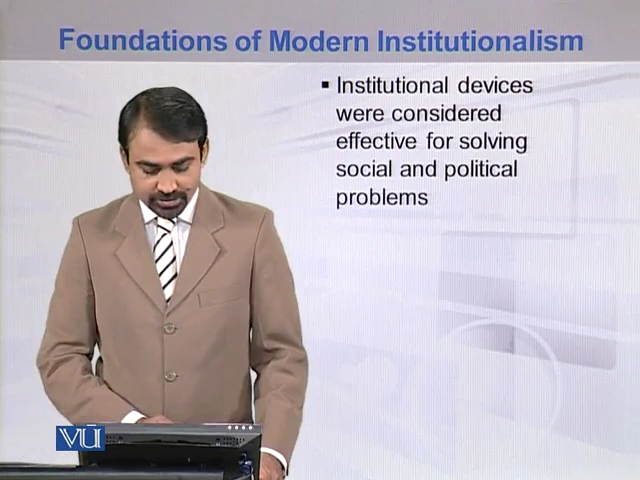 Foundations of Modern Institutionalism
▪ Institutional devices
were considered
effective for solving
social and political
problems
VU